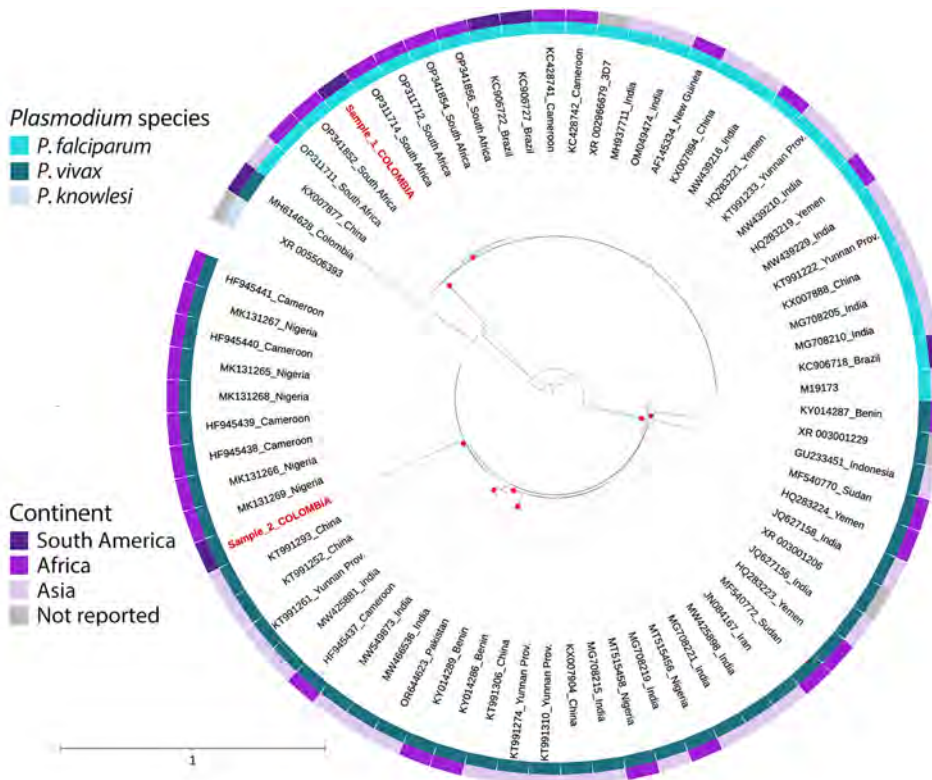 Plasmodium species
P. falciparum
P. vivax
P. knowlesi
Continent
South America
Africa
Asia
Not reported
1
XR 005506393
MH614628_Colombia
KX007877_China
OP311711_South Africa
OP341852_South Africa
Sample_1_COLOMBIA
OP311714_South Africa
OP311712_South Africa
OP341854_South Africa
OP341856_South Africa
KC906722_Brazil
KC906727_Brazil
KC428741_Cameroon
KC428742_Cameroon
XR 002966679_3D7
MH937711_India
OM049474_India
AF145334_New Guinea
KX007894_China
MW439214_India
HQ283221_Yemen
KT991233_Yunnan Prov.
MW439210_India
HQ283219_Yemen
MW439229_India
KT991222_Yunnan Prov.
KX007888_China
MG708205_India
MG708210_India
KC906718_Brazil
M19173
KY014287_Benin
XR 003001229
GU233451_Indonesia
MF540770_Sudan
HQ283224_Yemen
JQ627158_India
XR 003001206
JQ627156_India
HQ283223_Yemen
MF540772_Sudan
JN084167_Iran
MW425898_India
MG708221_India
MT515456_Nigeria
MG708219_India
MT515458_Nigeria
MG708215_India
KX007904_China
KT991310_Yunnan Prov.
KT991274_Yunnan Prov.
KT991306_China
KY014286_Benin
KY014289_Benin
OR644623_Pakistan
MW466536_India
MW549873_India
HF945437_Cameroon
MW425881_India
KT991261_Yunnan Prov.
KT991252_China
KT991293_China
Sample_2_COLOMBIA
MK131269_Nigeria
MK131266_Nigeria
HF945438_Cameroon
HF945439_Cameroon
MK131268_Nigeria
MK131265_Nigeria
HF945440_Cameroon
MK131267_Nigeria
HF945441_Cameroon